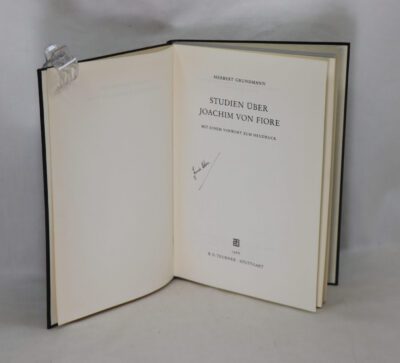 HERBERT GRUNDMANN
STUDIEN ÜBER
JOACHIM VON FIORE
MIT EINEM VORWORT ZUM NEUDRUCK
B.G. TEUBNER · STUTTGART